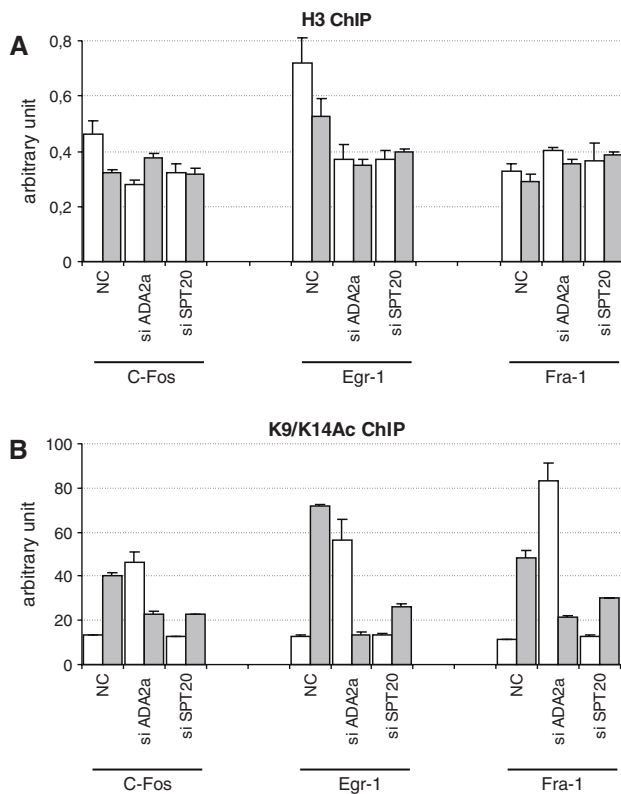 A
H3 ChIP
arbitrary unit
0,8
0,6
0,4
0,2
0
NC
si ADA2a
si SPT20
NC
si ADA2a
si SPT20
NC
si ADA2a
si SPT20
C-Fos
Egr-1
Fra-1
B
K9/K14Ac ChIP
arbitrary unit
100
80
60
40
20
0
NC
si ADA2a
si SPT20
NC
si ADA2a
si SPT20
NC
si ADA2a
si SPT20
C-Fos
Egr-1
Fra-1